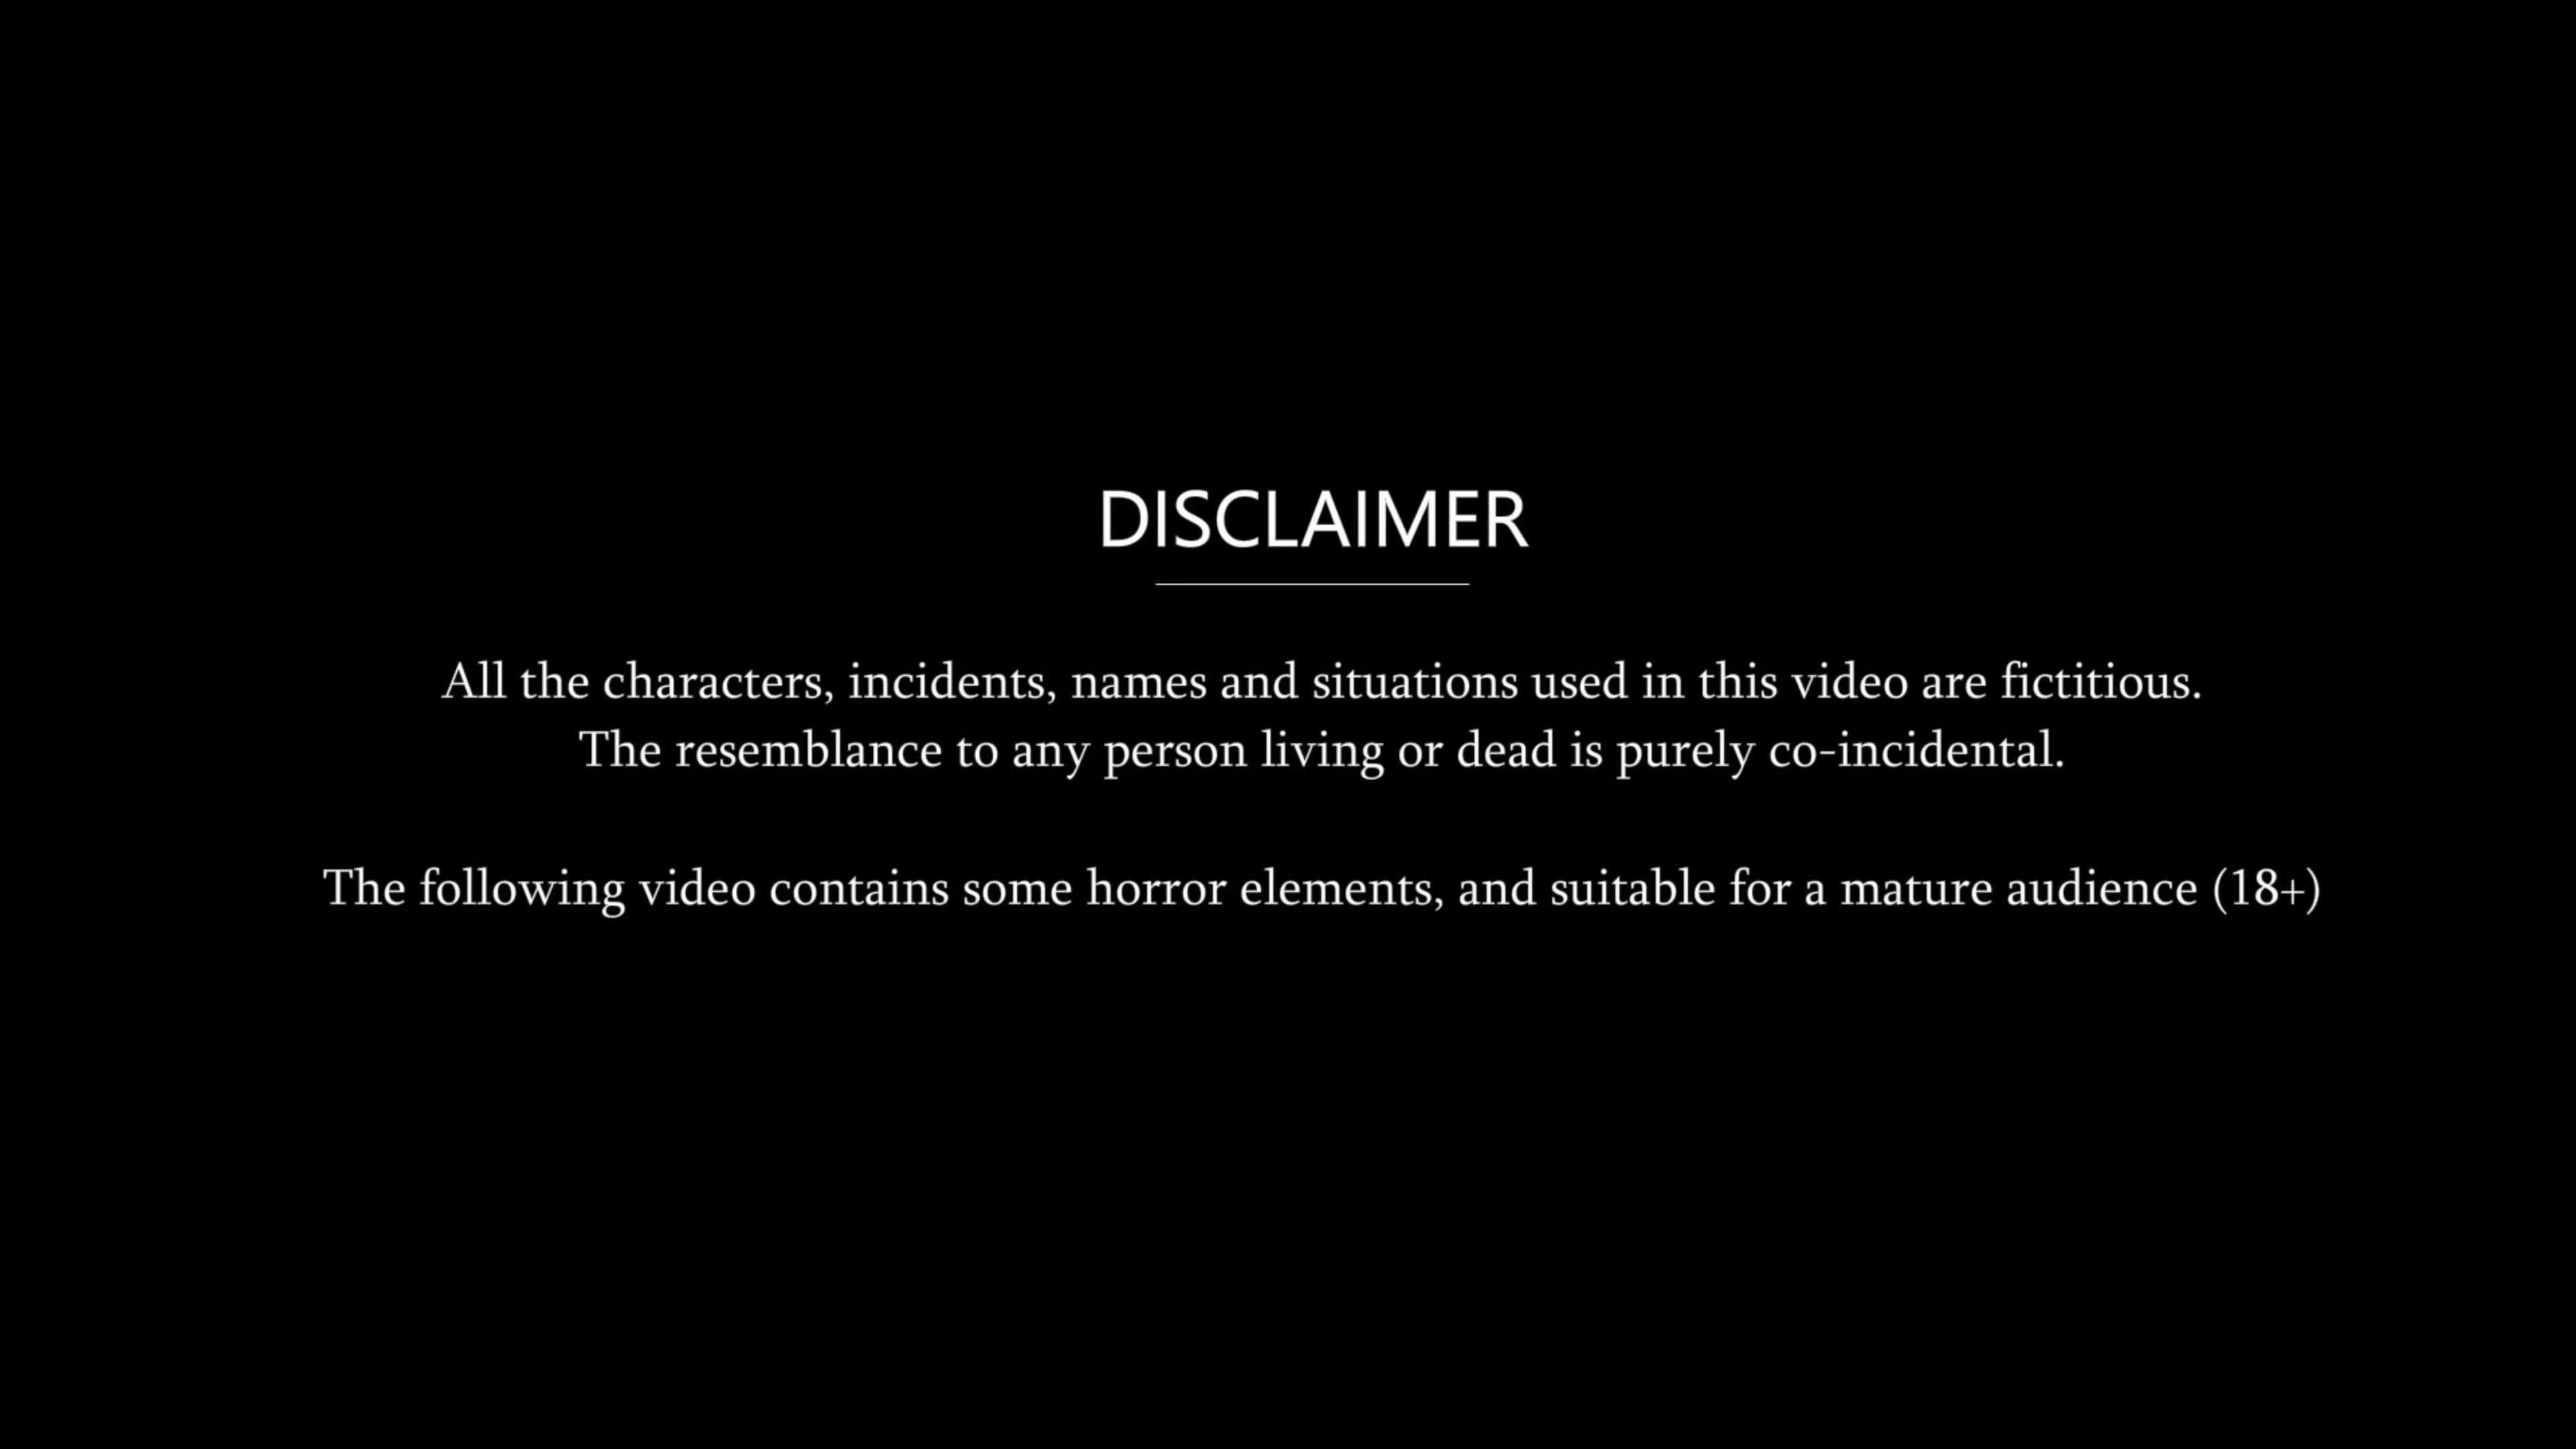 DISCLAIMER
All the characters, incidents, names and situations used in this video are fictitious.
The resemblance to any person living or dead is purely co-incidental.
The following video contains some horror elements, and suitable for a mature audience (18+)